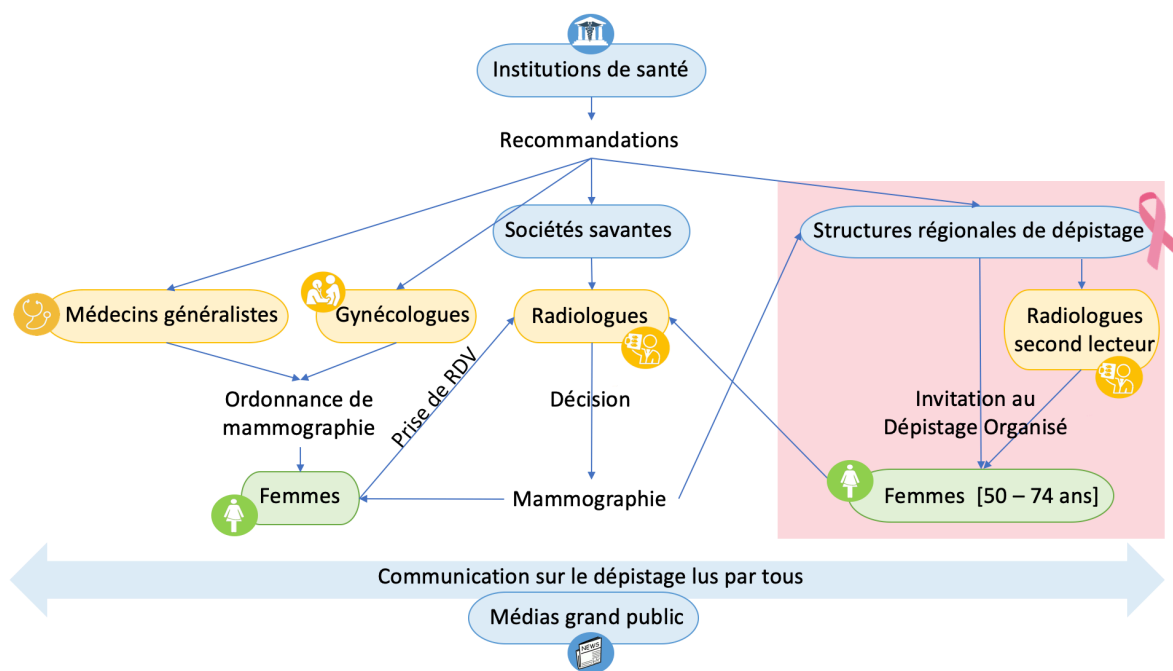 Institutions de santé
Recommandations
Sociétés savantes
Structures régionales de dépistage
Médecins généralistes
Gynécologues
Radiologues
Radiologues
second lecteur
Prise de RDV
Ordonnance de
mammographie
Décision
Invitation au
Dépistage Organisé
Femmes
Mammographie
Femmes [50 – 74 ans]
Communication sur le dépistage lus par tous
Médias grand public
NEWS